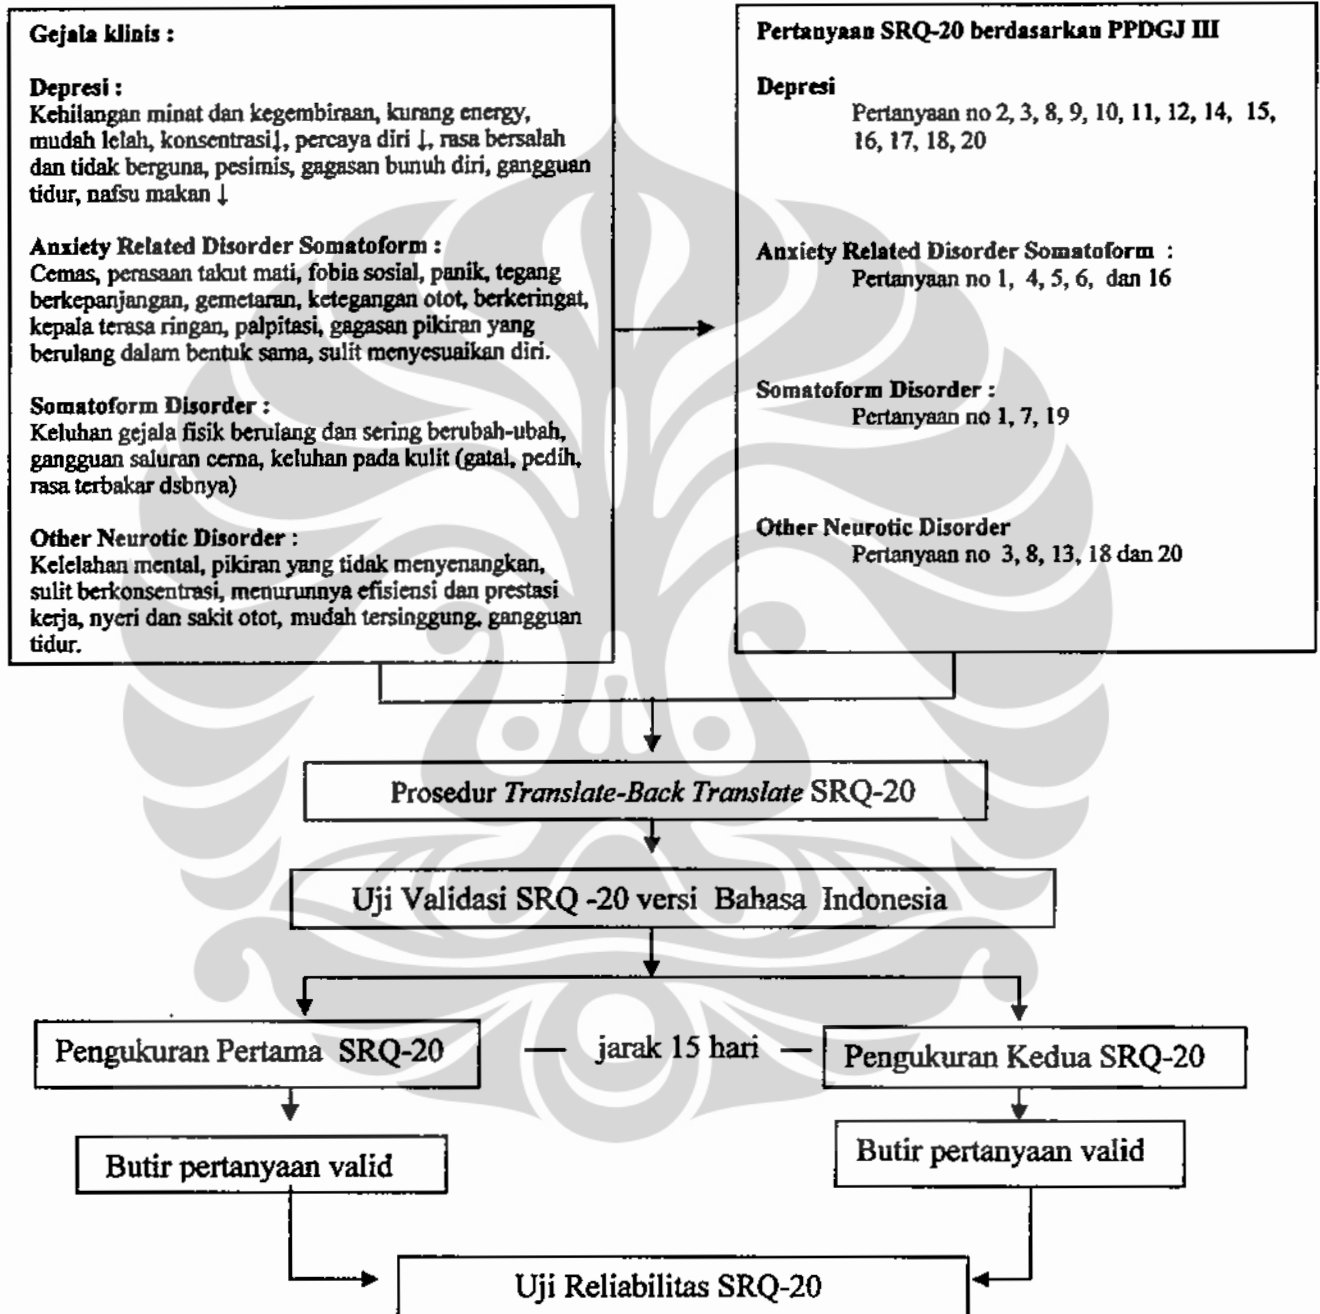 Gejala klinis :
Depresi :
Kehilangan minat dan kegembiraan, kurang energy,
mudah lelah, konsentrasi↓, percaya diri ↓, rasa bersalah
dan tidak berguna, pesimis, gagasan bunuh diri, gangguan
tidur, nafsu makan ↓
Anxiety Related Disorder Somatoform :
Cemas, perasaan takut mati, fobia sosial, panik, tegang
berkepanjangan, gemetaran, ketegangan otot, berkeringat,
kepala terasa ringan, palpitasi, gagasan pikiran yang
berulang dalam bentuk sama, sulit menyesuaikan diri.
Somatoform Disorder :
Keluhan gejala fisik berulang dan sering berubah-ubah,
gangguan saluran cerna, keluhan pada kulit (gatal, pedih,
rasa terbakar dsbnya)
Other Neurotic Disorder :
Kelelahan mental, pikiran yang tidak menyenangkan,
sulit berkonsentrasi, menurunnya efisiensi dan prestasi
kerja, nyeri dan sakit otot, mudah tersinggung, gangguan
tidur.
Pertanyaan SRQ-20 berdasarkan PPDGJ III
Depresi
Pertanyaan no 2, 3, 8, 9, 10, 11, 12, 14, 15,
16, 17, 18, 20
Anxiety Related Disorder Somatoform :
Pertanyaan no 1, 4, 5, 6, dan 16
Somatoform Disorder :
Pertanyaan no 1, 7, 19
Other Neurotic Disorder
Pertanyaan no 3, 8, 13, 18 dan 20
Prosedur Translate-Back Translate SRQ-20
Uji Validasi SRQ -20 versi Bahasa Indonesia
Pengukuran Pertama SRQ-20
— jarak 15 hari —
Pengukuran Kedua SRQ-20
Butir pertanyaan valid
Butir pertanyaan valid
Uji Reliabilitas SRQ-20